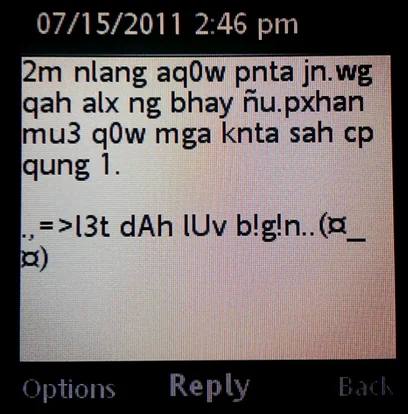 07/15/2011 2:46 pm
2m nlang aq0w pnta jn.wg
qah alx ng bhay ñu.pxhan
mu3 q0w mga knta sah cp
qung 1.
.,=>l3t dAh lUv b!g!n..(¤_
¤)
Options Reply Back